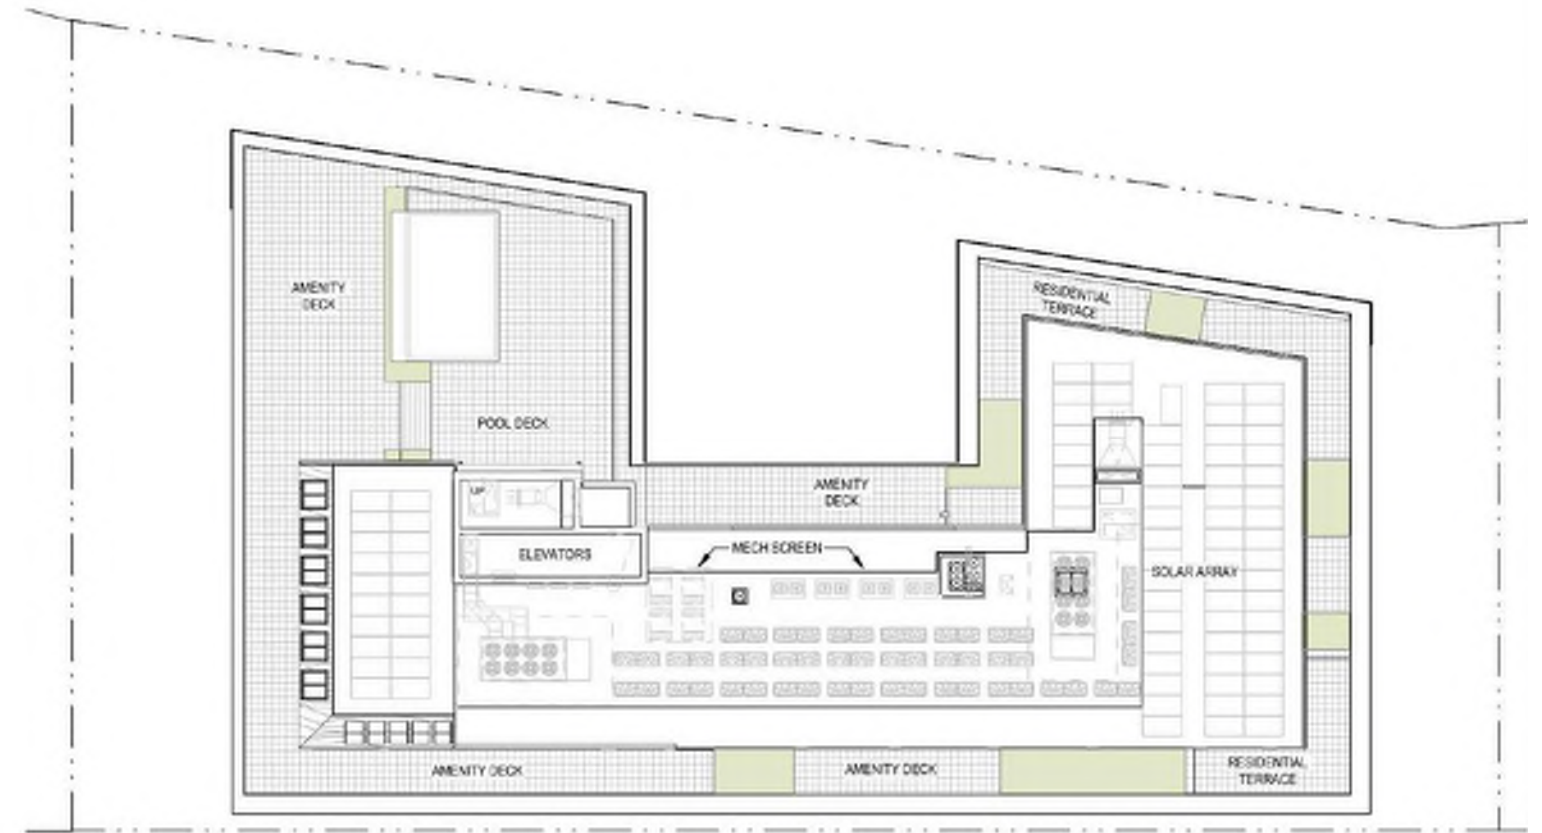 AMENITY
DECK
RESIDENTIAL
TERRACE
POOL DECK
AMENITY
DECK
UP
ELEVATORS
MECH SCREEN
SOLAR ARRAY
AMENITY DECK
AMENITY DECK
RESIDENTIAL
TERRACE